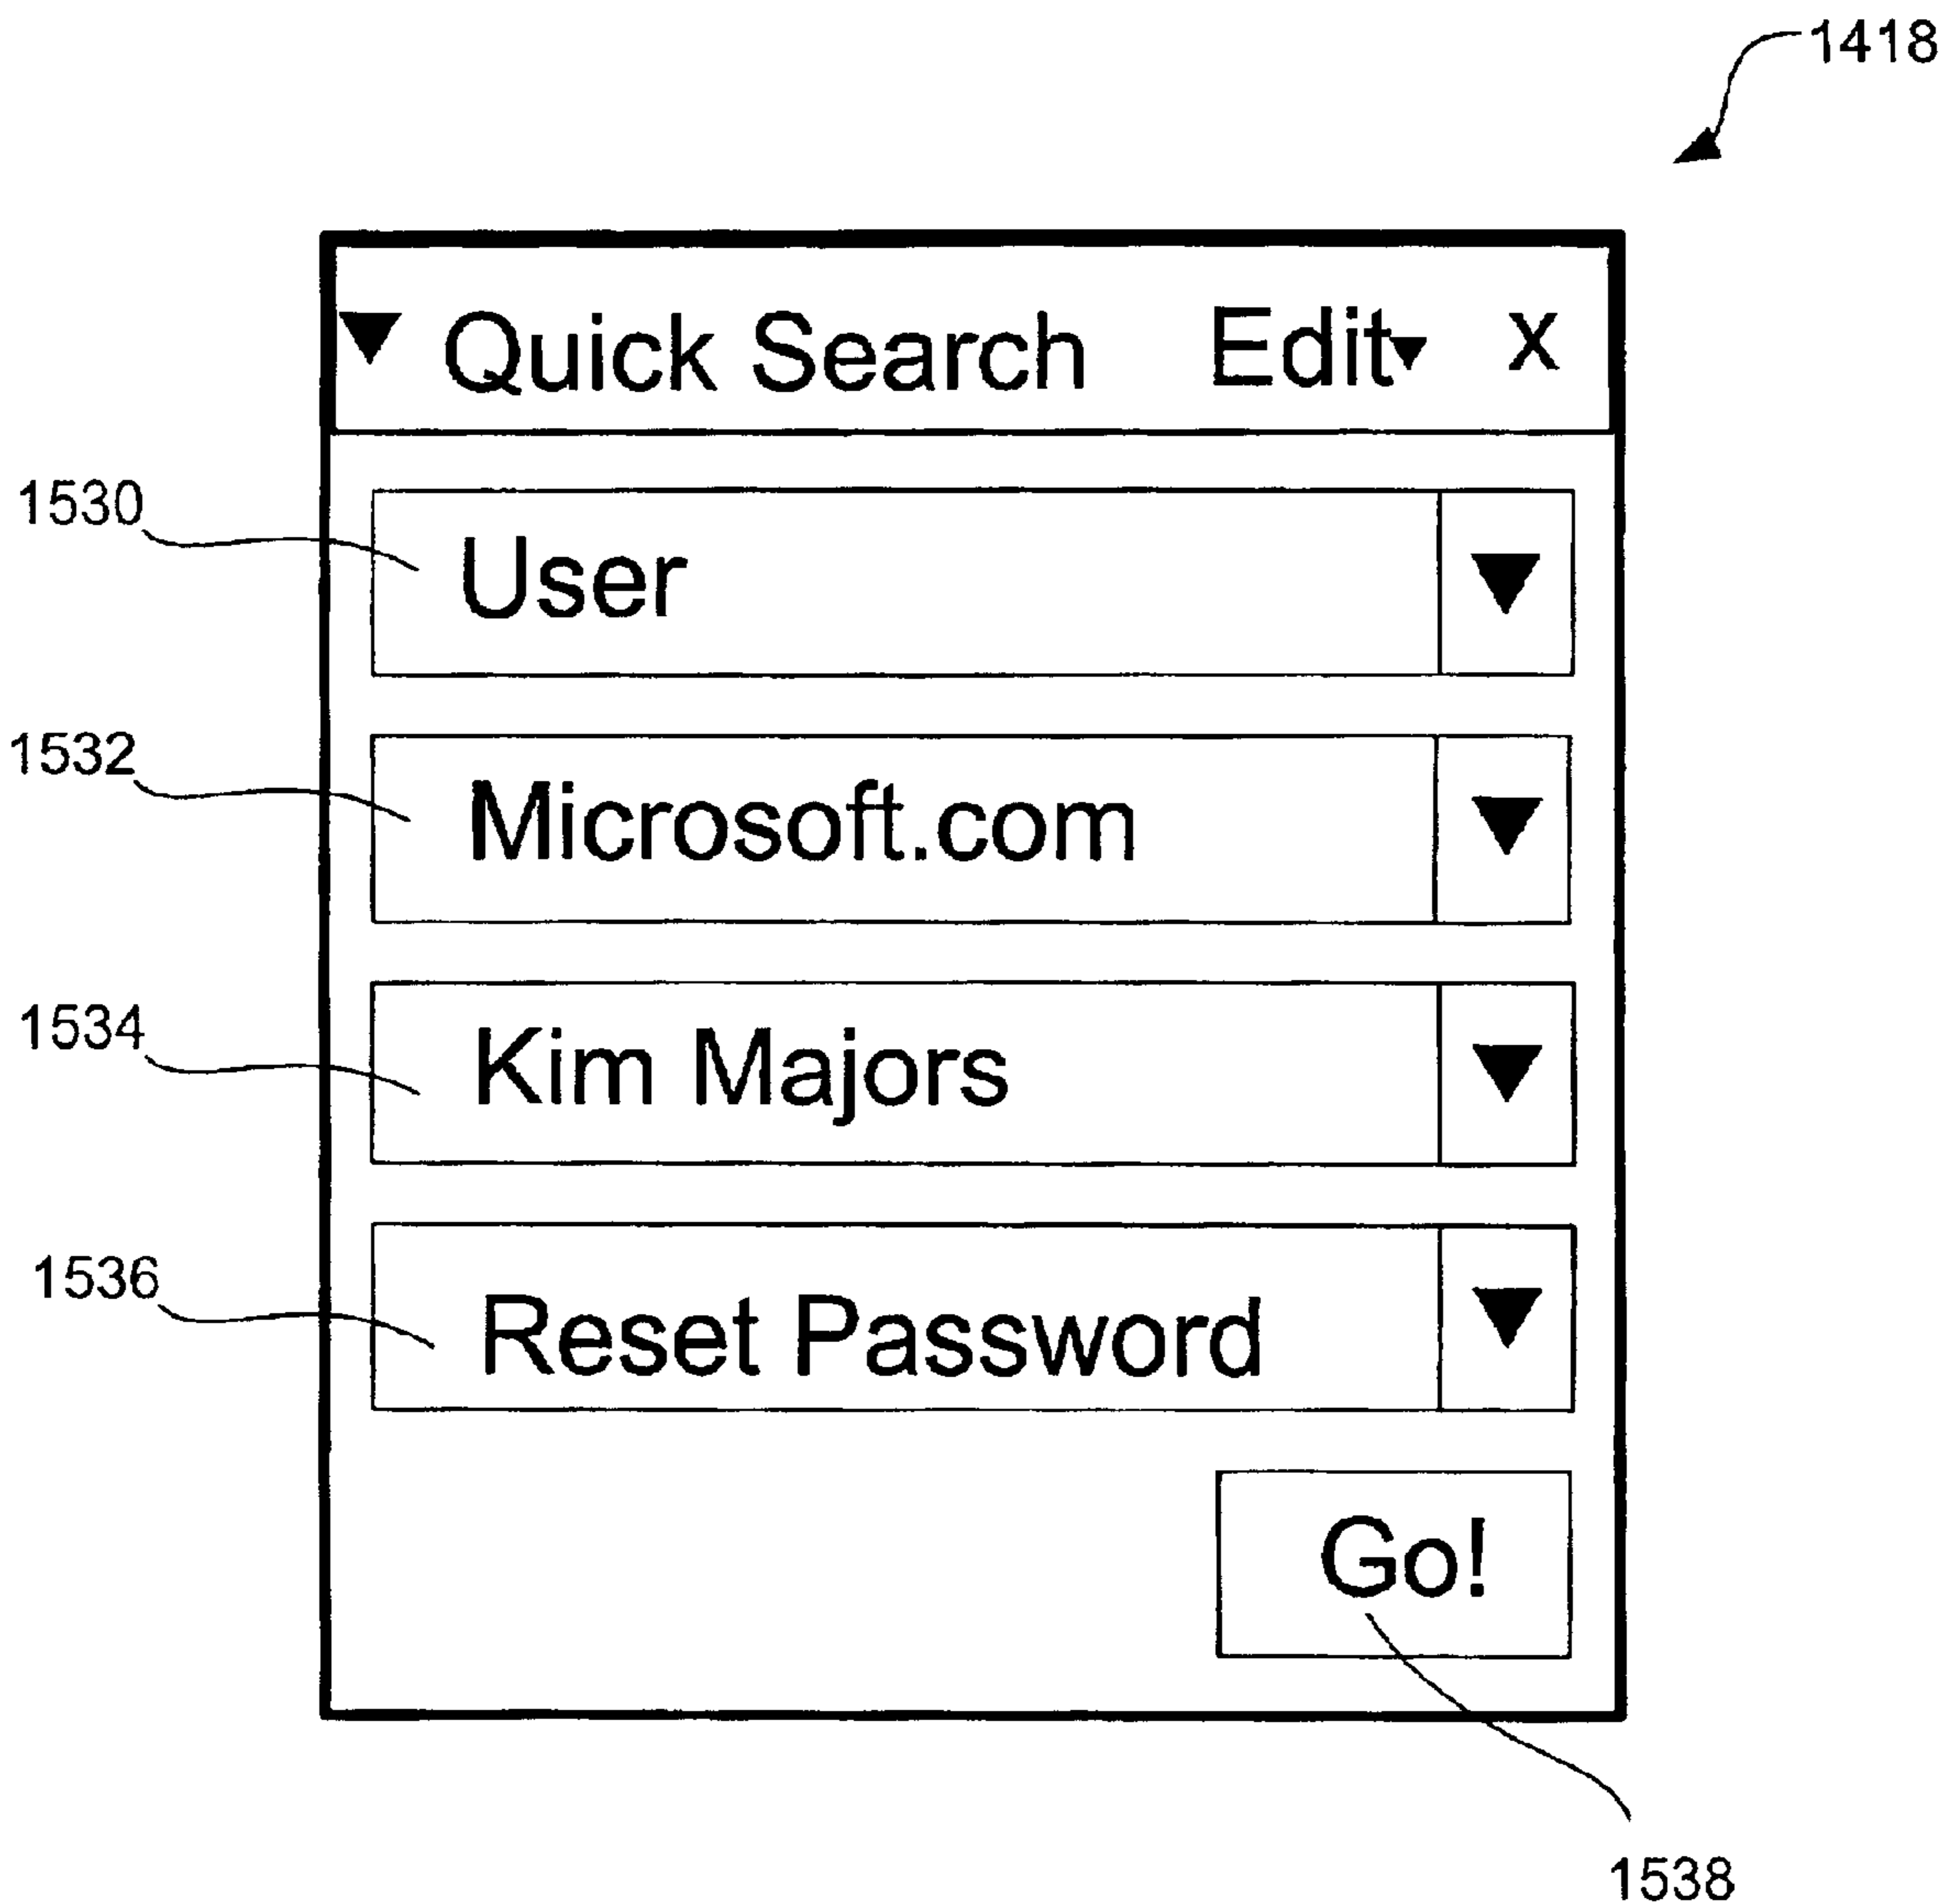 1418
Quick Search Edit X
1530
User
1532
Microsoft.com
1534
Kim Majors
1536
Reset Password
Go!
1538